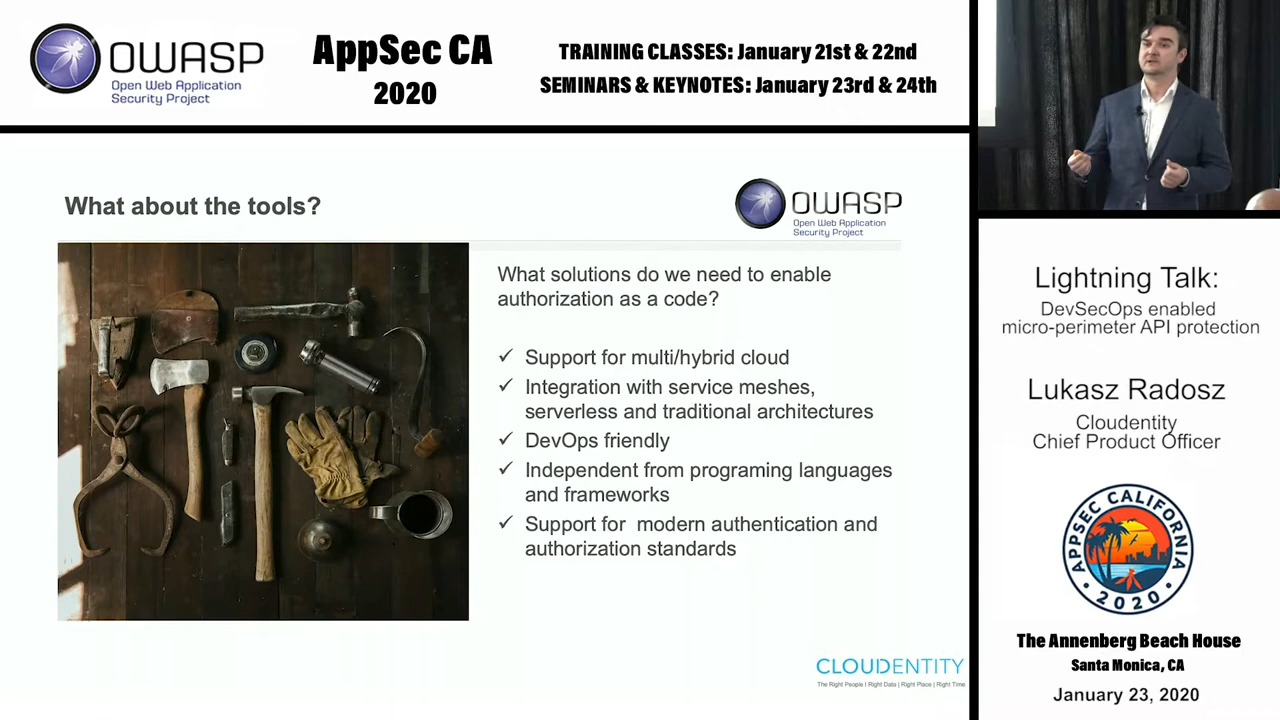 OWASP
Open Web Application
Security Project
AppSec CA
2020
TRAINING CLASSES: January 21st & 22nd
SEMINARS & KEYNOTES: January 23rd & 24th
What about the tools?
OWASP
Open Web Application
Security Project
What solutions do we need to enable
authorization as a code?
✓ Support for multi/hybrid cloud
✓ Integration with service meshes,
serverless and traditional architectures
✓ DevOps friendly
✓ Independent from programing languages
and frameworks
✓ Support for  modern authentication and
authorization standards
CLOUDENTITY
The Right People | Right Data | Right Place | Right Time
Lightning Talk:
DevSecOps enabled
micro-perimeter API protection
Lukasz Radosz
Cloudentity
Chief Product Officer
APPSEC CALIFORNIA
• 2020 •
The Annenberg Beach House
Santa Monica, CA
January 23, 2020